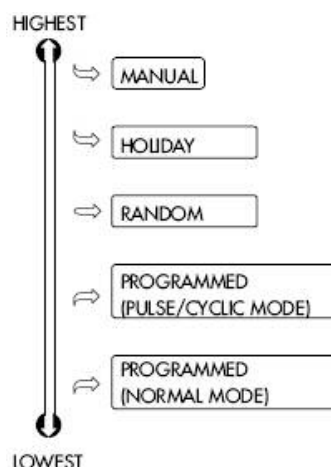 HIGHEST
MANUAL
HOLIDAY
RANDOM
PROGRAMMED
(PULSE/CYCLIC MODE)
PROGRAMMED
(NORMAL MODE)
LOWEST